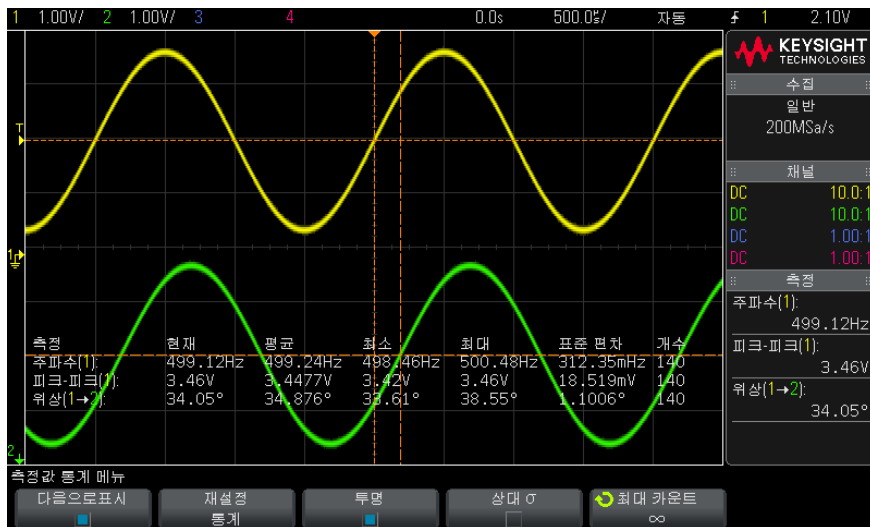 1 1.00V/ 2 1.00V/ 3 4 0.0s 500.0㎲/ 자동 1 2.10V
KEYSIGHT
TECHNOLOGIES
수집
일반
200MSa/s
채널
DC 10.0:1
DC 10.0:1
DC 1.00:1
DC 1.00:1
측정
주파수(1):
499.12Hz
피크-피크(1):
3.46V
위상(1→2):
34.05°
T
1
2
측정 현재 평균 최소 최대 표준 편차 개수
주파수(1): 499.12Hz 499.24Hz 498.46Hz 500.48Hz 312.35mHz 140
피크-피크(1): 3.46V 3.4477V 3.42V 3.46V 18.519mV 140
위상(1→2): 34.05° 34.876° 33.61° 38.55° 1.1006° 140
측정값 통계 메뉴
다음으로표시
재설정
통계
투명
상대 σ
최대 카운트
∞